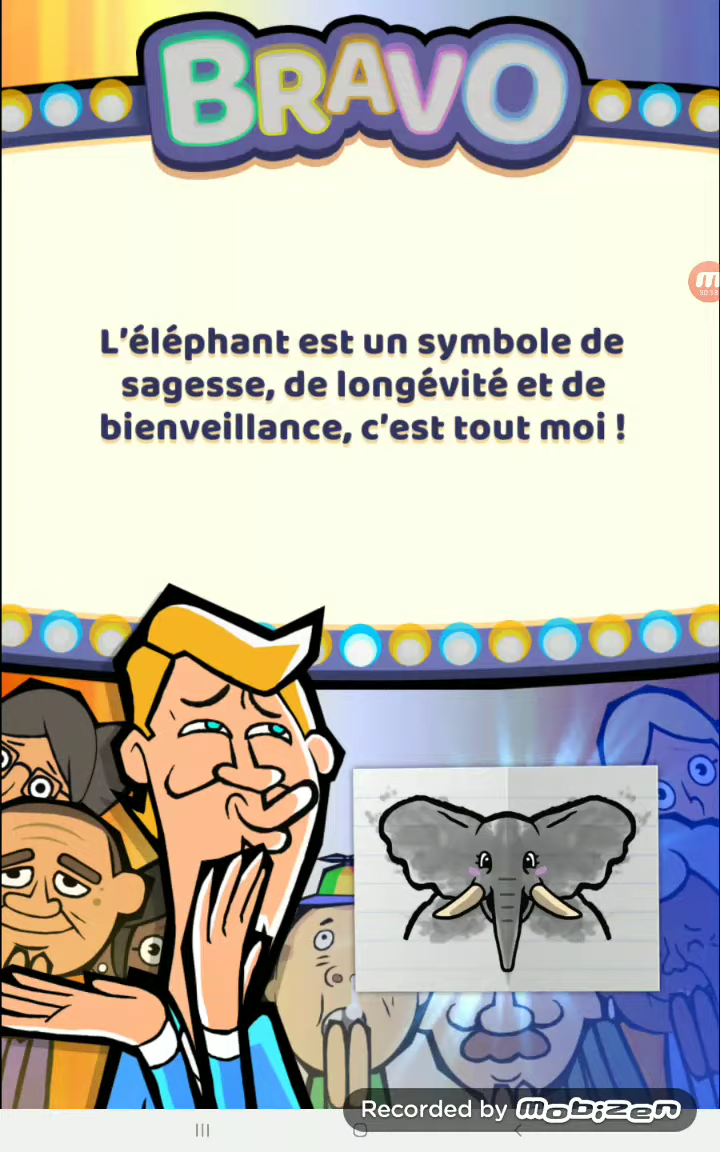 BRAVO
L'éléphant est un symbole de
sagesse, de longévité et de
bienveillance, c'est tout moi !
Recorded by mobizen